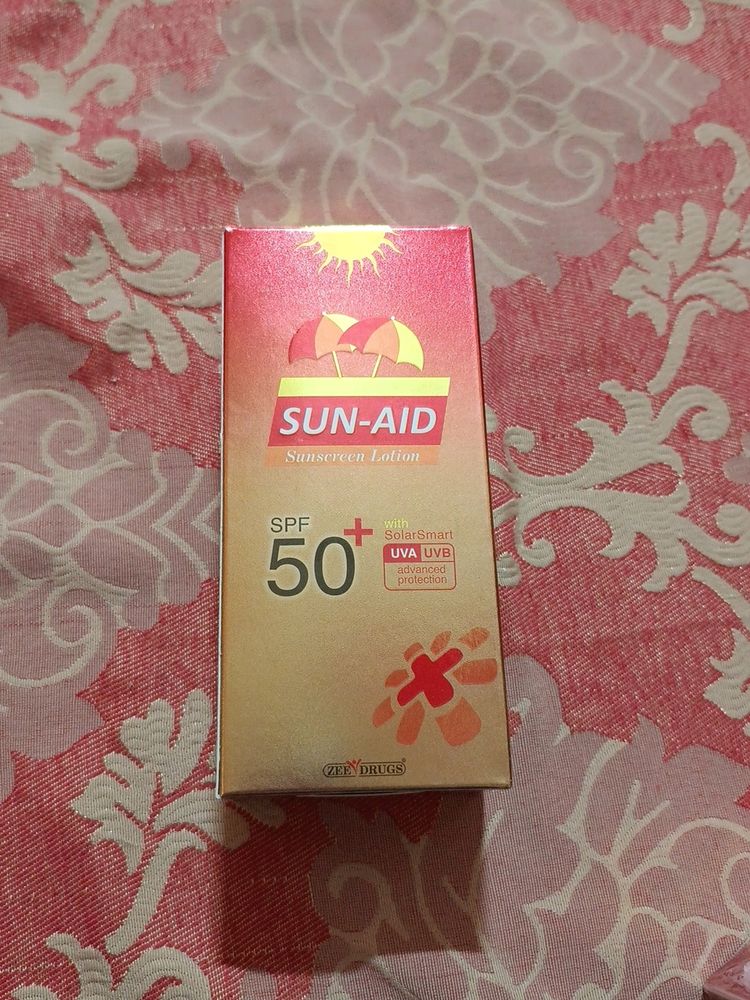 SUN-AID
Sunscreen Lotion
SPF
50+
with
SolarSmart
UVA UVB
advanced
protection
ZEE DRUGS®